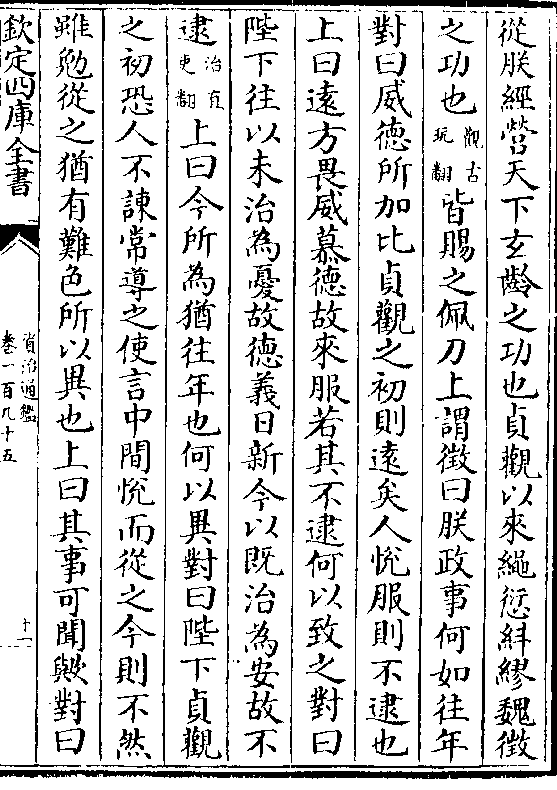 從朕經營天下玄齡之功也貞觀以來繩愆糾繆魏徵
之功也觀古玩翻皆賜之佩刀上謂徵曰朕政事何如往年
對曰威德所加比貞觀之初則遠矣人悅服則不逮也
上曰遠方畏威慕德故來服若其不逮何以致之對曰
陛下往以未治為憂故德義日新今以既治為安故不
逮治直吏翻上曰今所為猶往年也何以異對曰陛下貞觀
之初恐人不諫常導之使言中間悅而從之今則不然
雖勉從之猶有難色所以異也上曰其事可聞歟對曰
欽定四庫全書
資治通鑑
卷一百九十五
十一